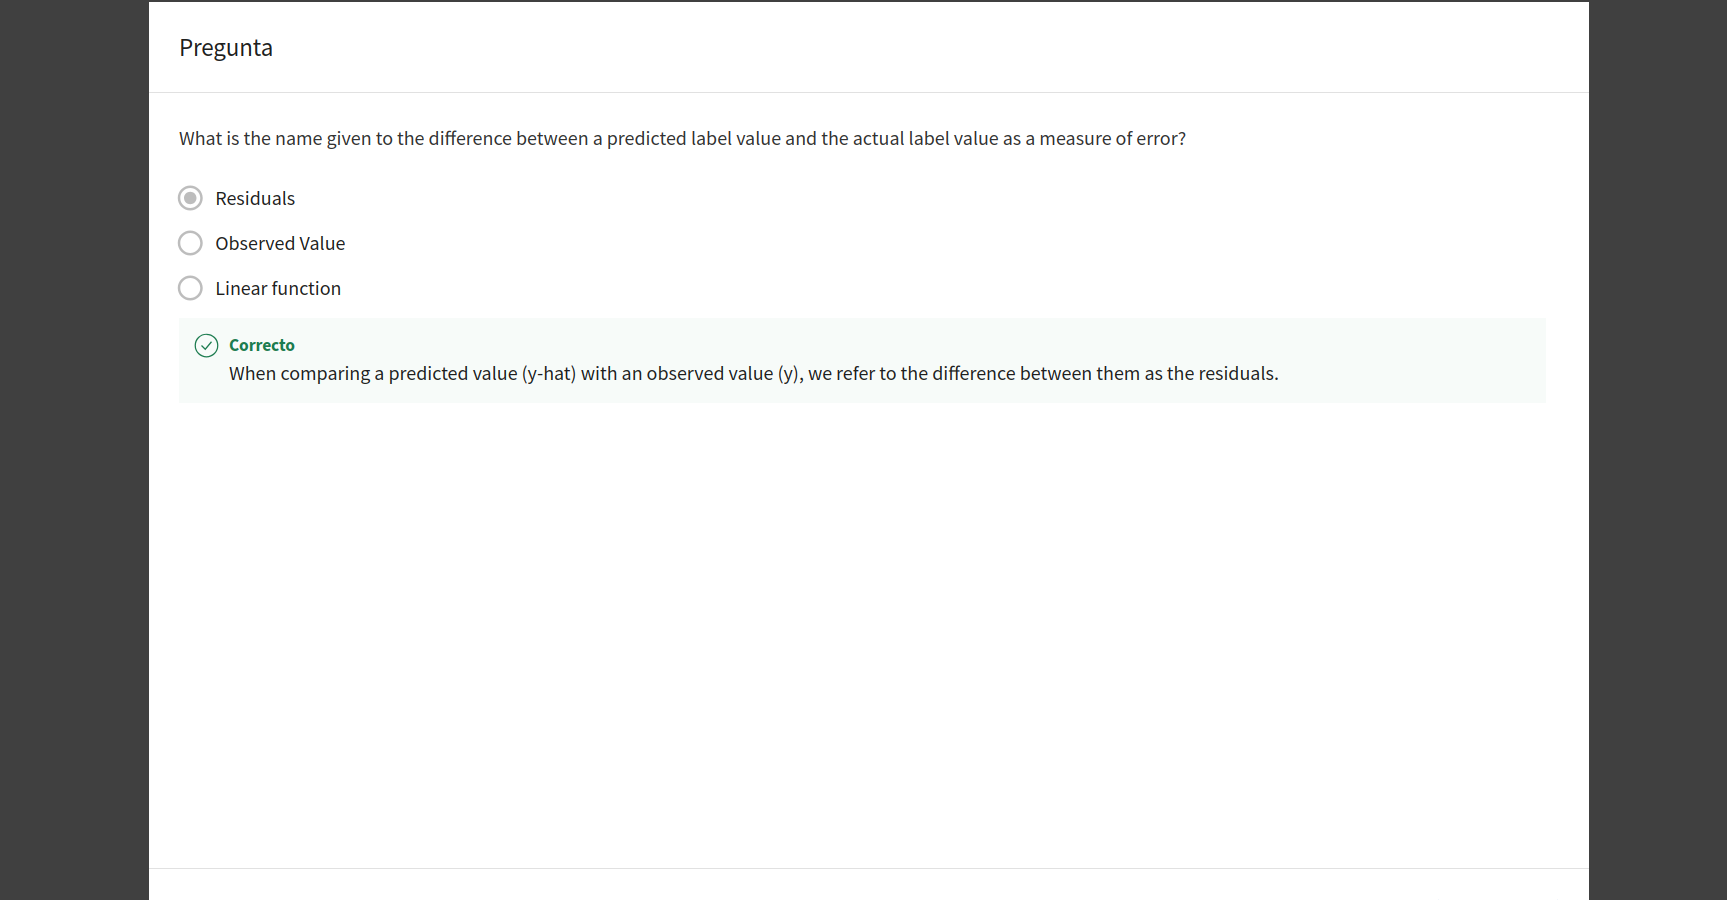 Pregunta
What is the name given to the difference between a predicted label value and the actual label value as a measure of error?
Residuals
Observed Value
Linear function
Correcto
When comparing a predicted value (y-hat) with an observed value (y), we refer to the difference between them as the residuals.